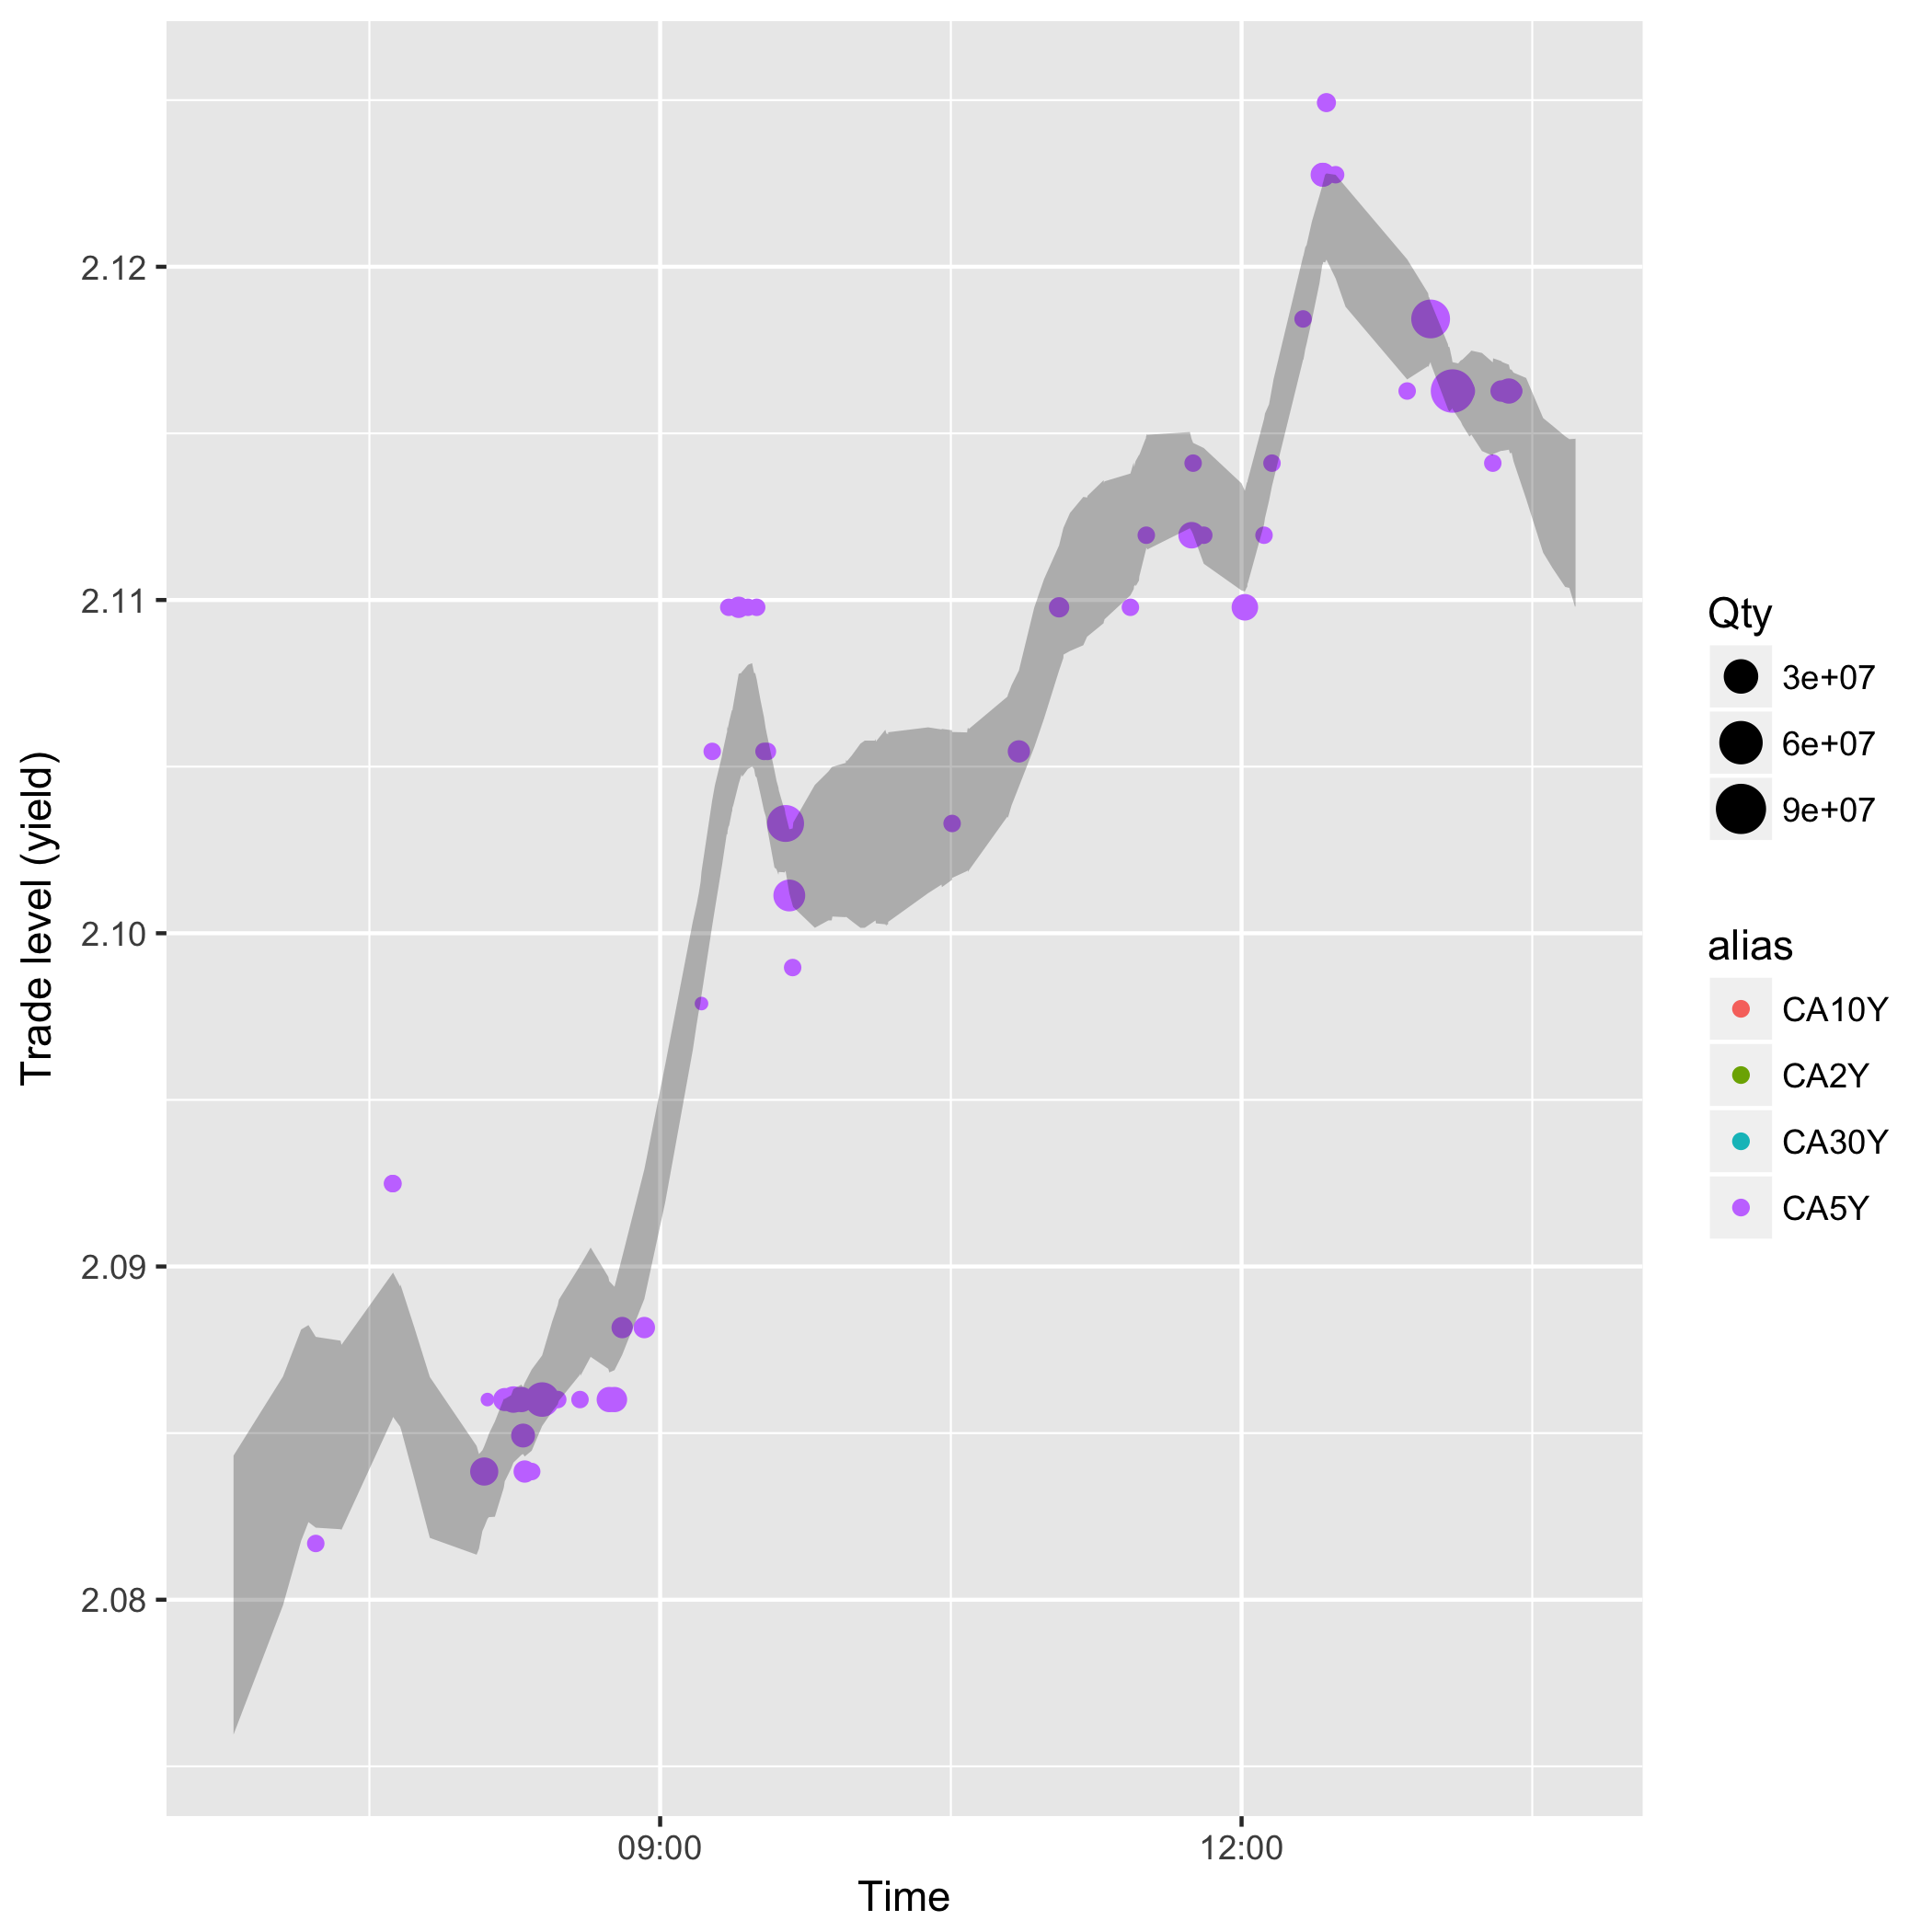 2.12
2.11
2.10
2.09
2.08
Trade level (yield)
09:00
12:00
Time
Qty
3e+07
6e+07
9e+07
alias
CA10Y
CA2Y
CA30Y
CA5Y